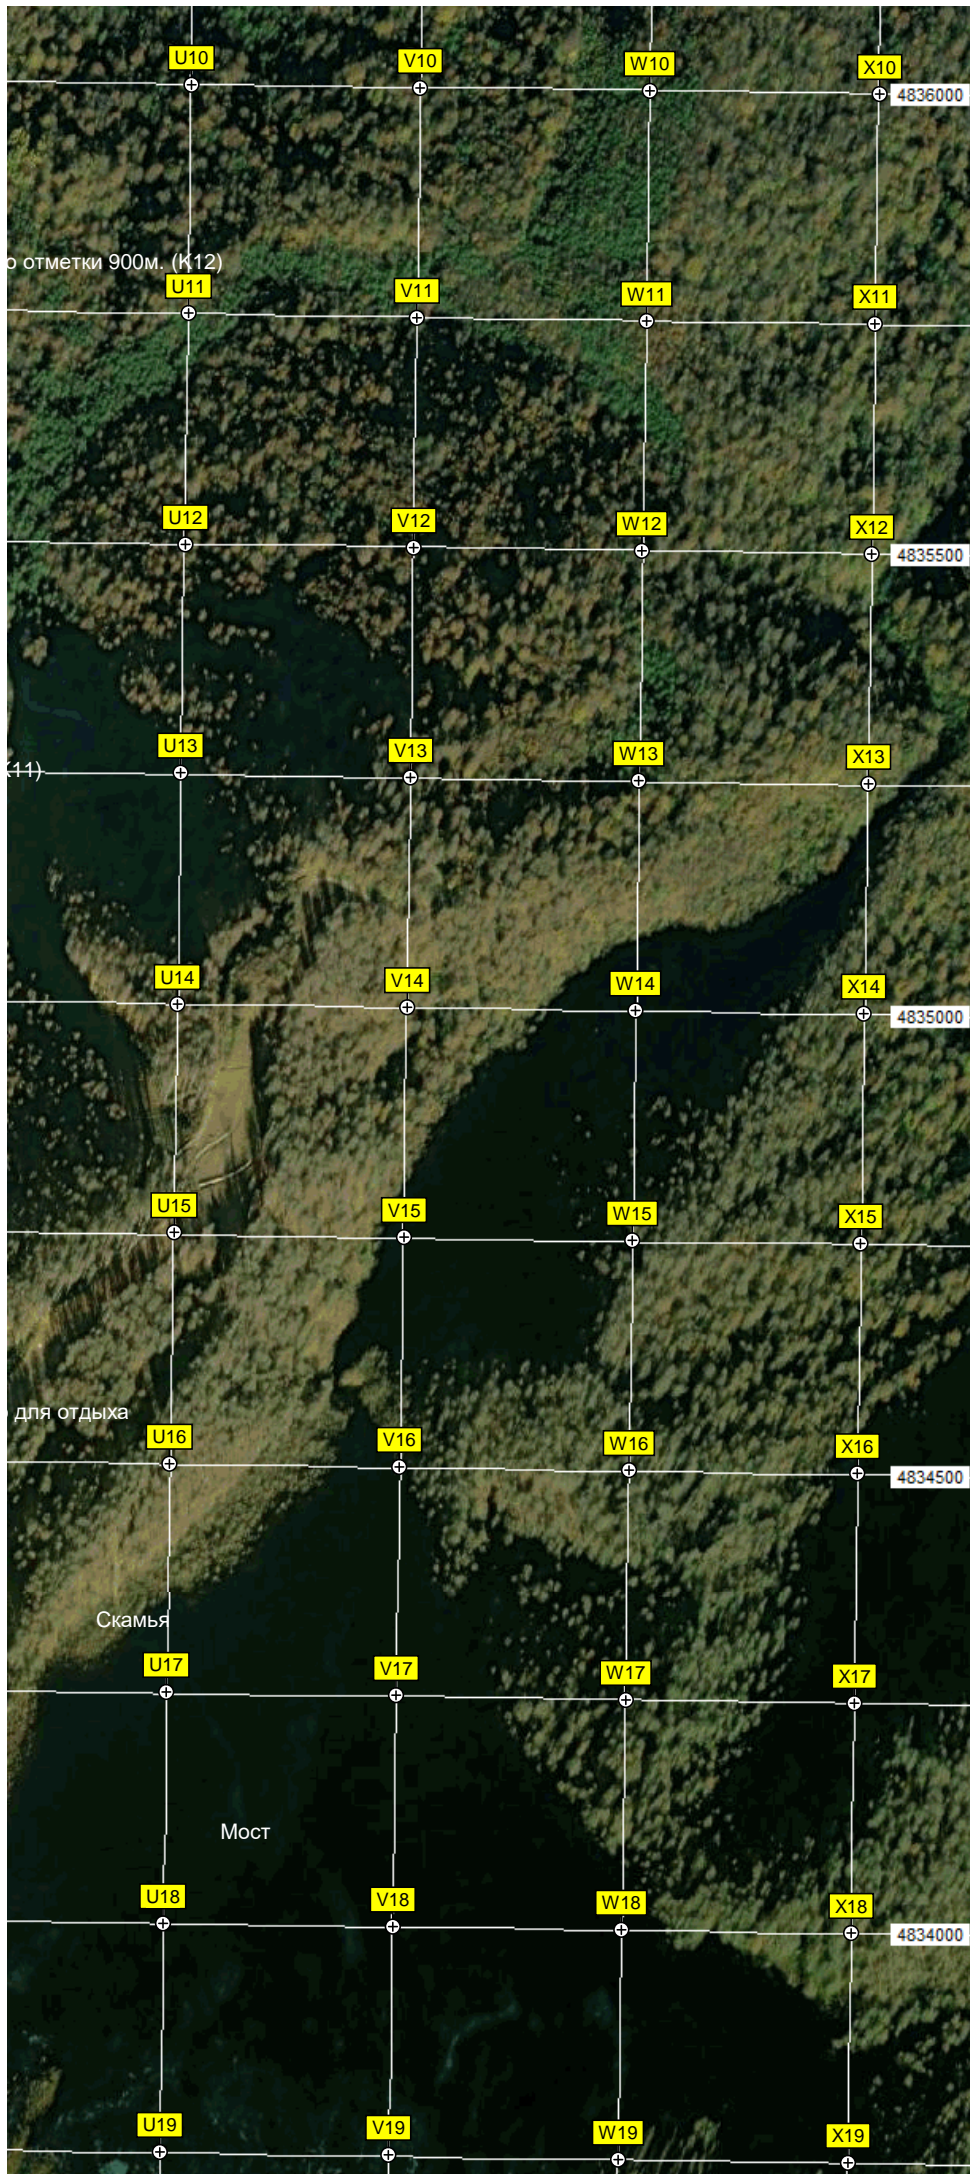 U10 V10 W10 X10
4836000
о отметки 900м. (K12)
U11 V11 W11 X11
U12 V12 W12 X12
4835500
U13 V13 W13 X13
K11)
U14 V14 W14 X14
4835000
U15 V15 W15 X15
для отдыха
U16 V16 W16 X16
4834500
Скамья
U17 V17 W17 X17
Мост
U18 V18 W18 X18
4834000
U19 V19 W19 X19